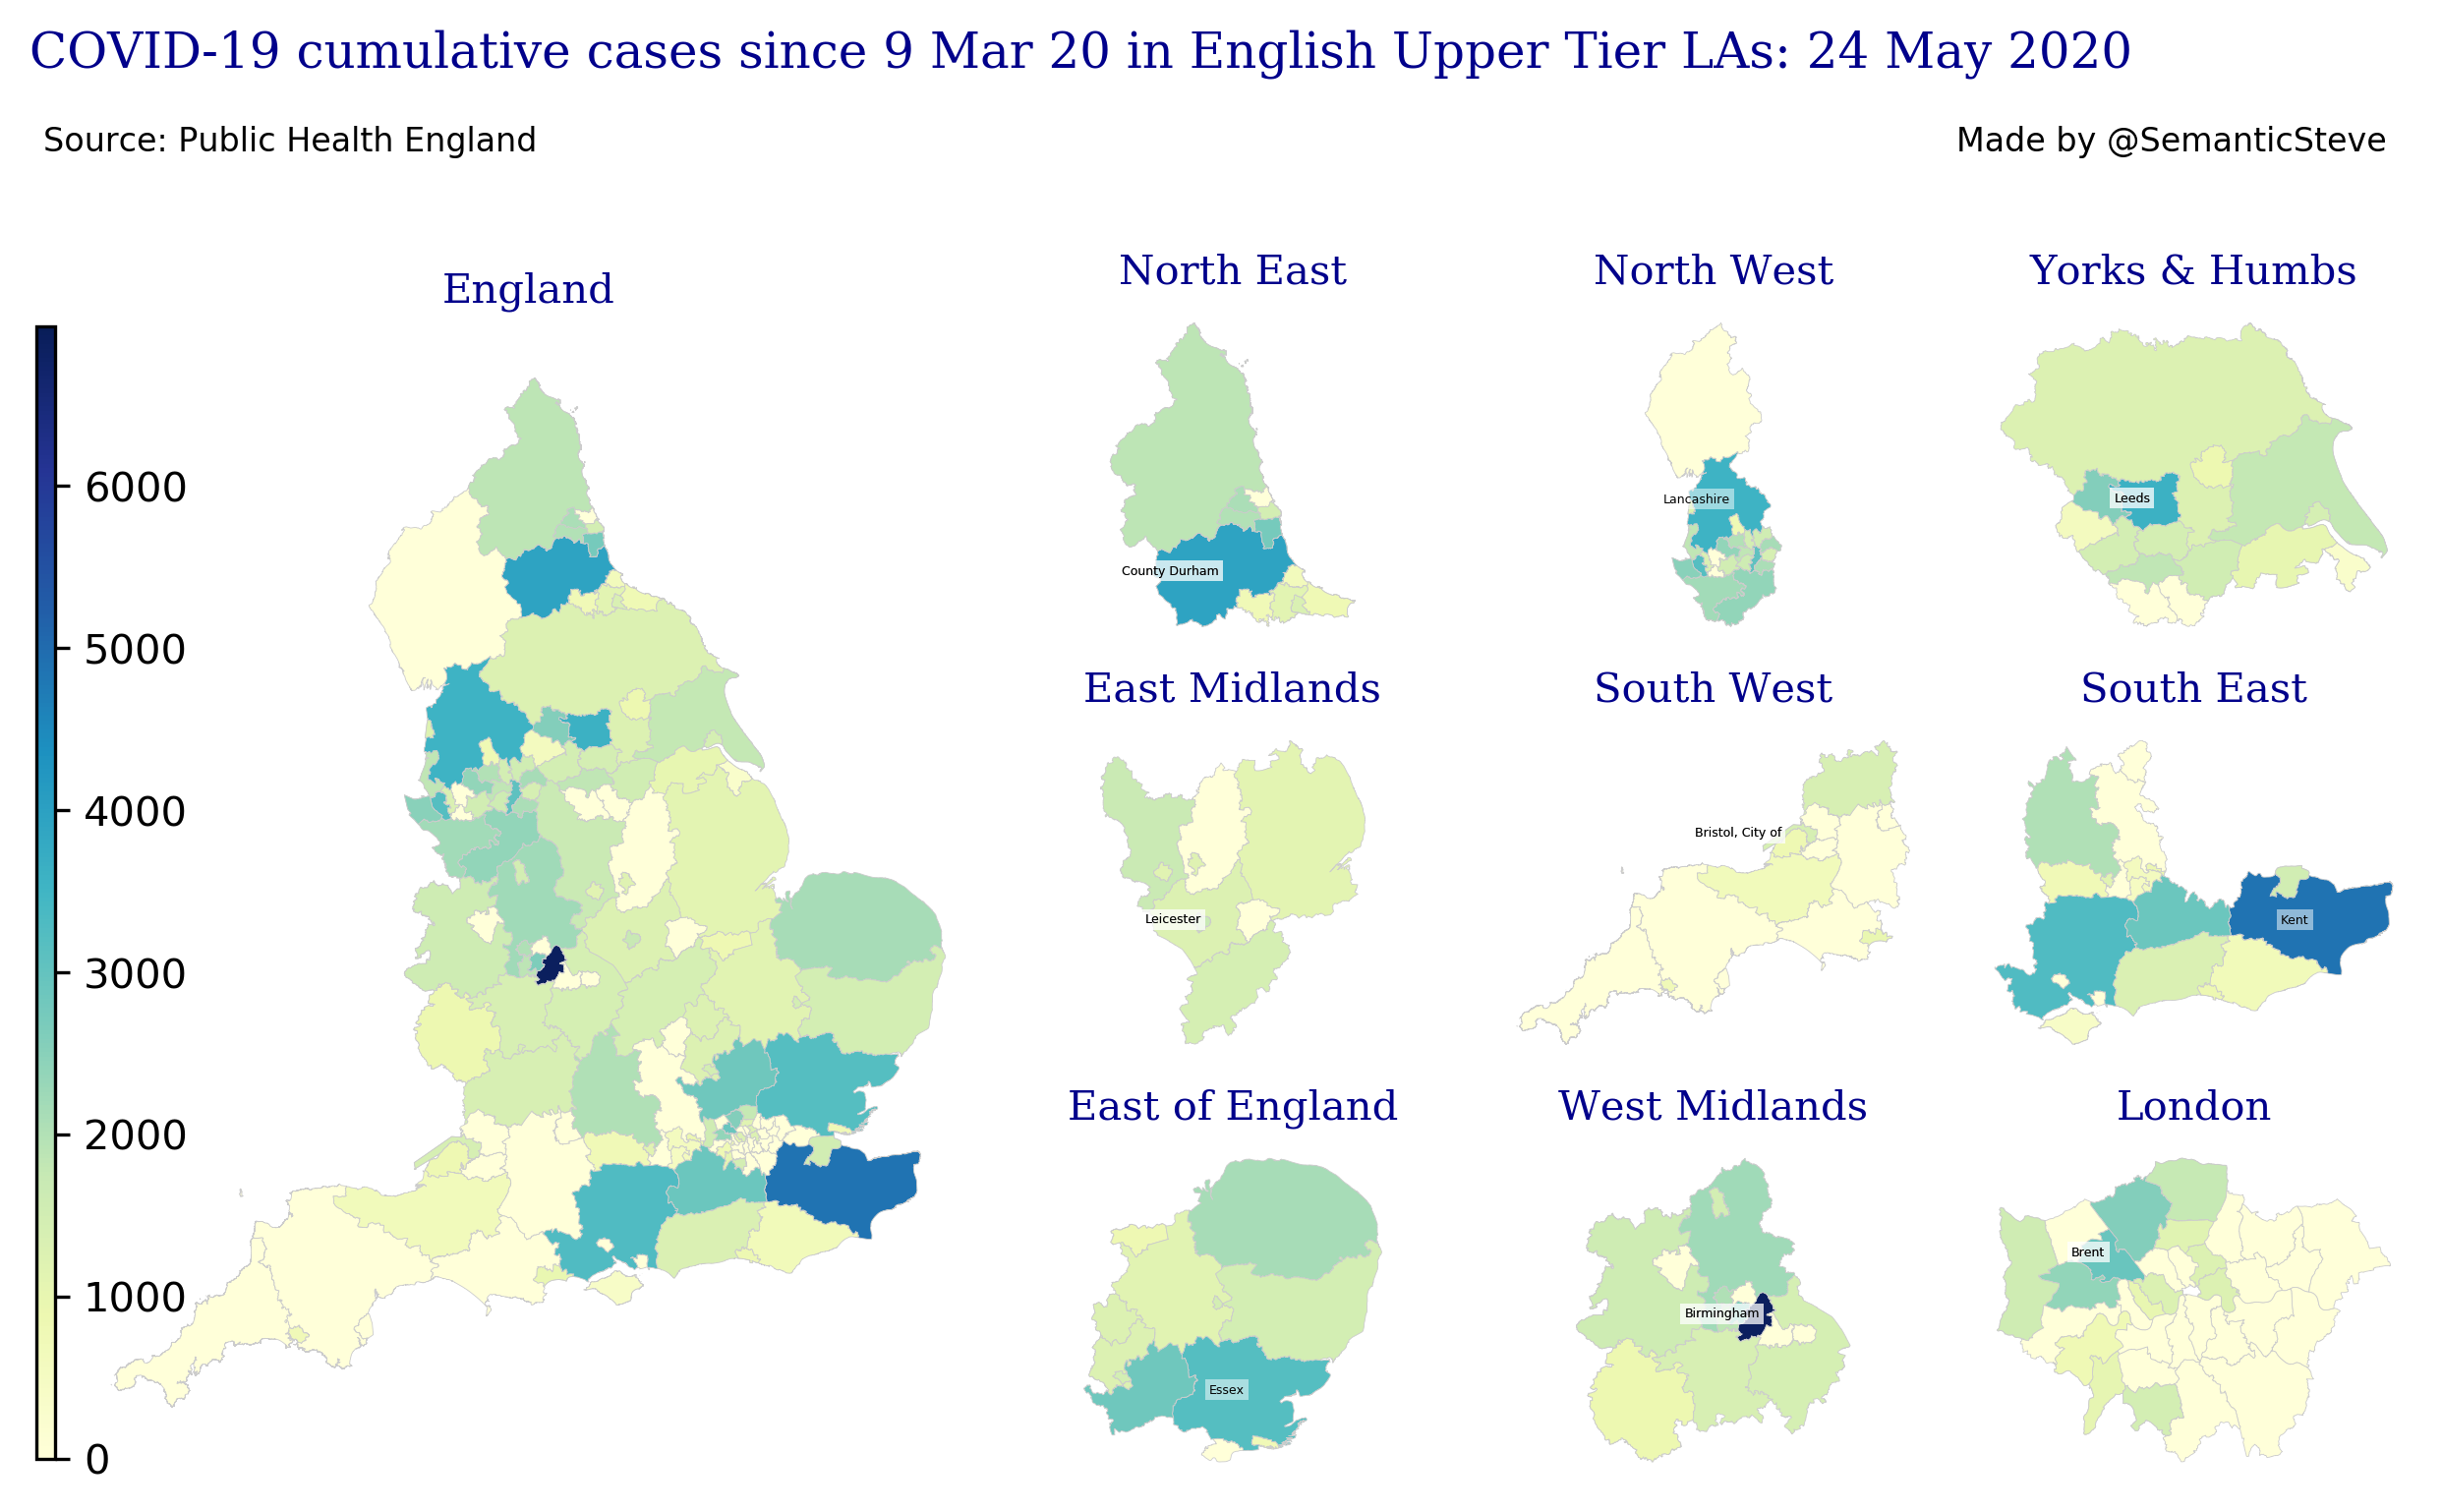 COVID-19 cumulative cases since 9 Mar 20 in English Upper Tier LAs: 24 May 2020
Source: Public Health England
Made by @SemanticSteve
England
6000
5000
4000
3000
2000
1000
0
North East
County Durham
North West
Lancashire
Yorks & Humbs
Leeds
East Midlands
Leicester
South West
Bristol, City of
South East
Kent
East of England
Essex
West Midlands
Birmingham
London
Brent